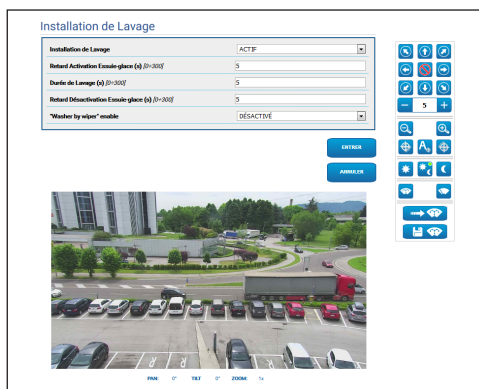 Installation de Lavage
Installation de Lavage ACTIF
Retard Activation Essuie-glace (s) [0÷300] 5
Durée de Lavage (s) [0÷300] 5
Retard Désactivation Essuie-glace (s) [0÷300] 5
"Washer by wiper" enable DÉSACTIVÉ
— 5 +
A
ENTRER
ANNULER
PAN: 0° TILT 0° ZOOM: 1x